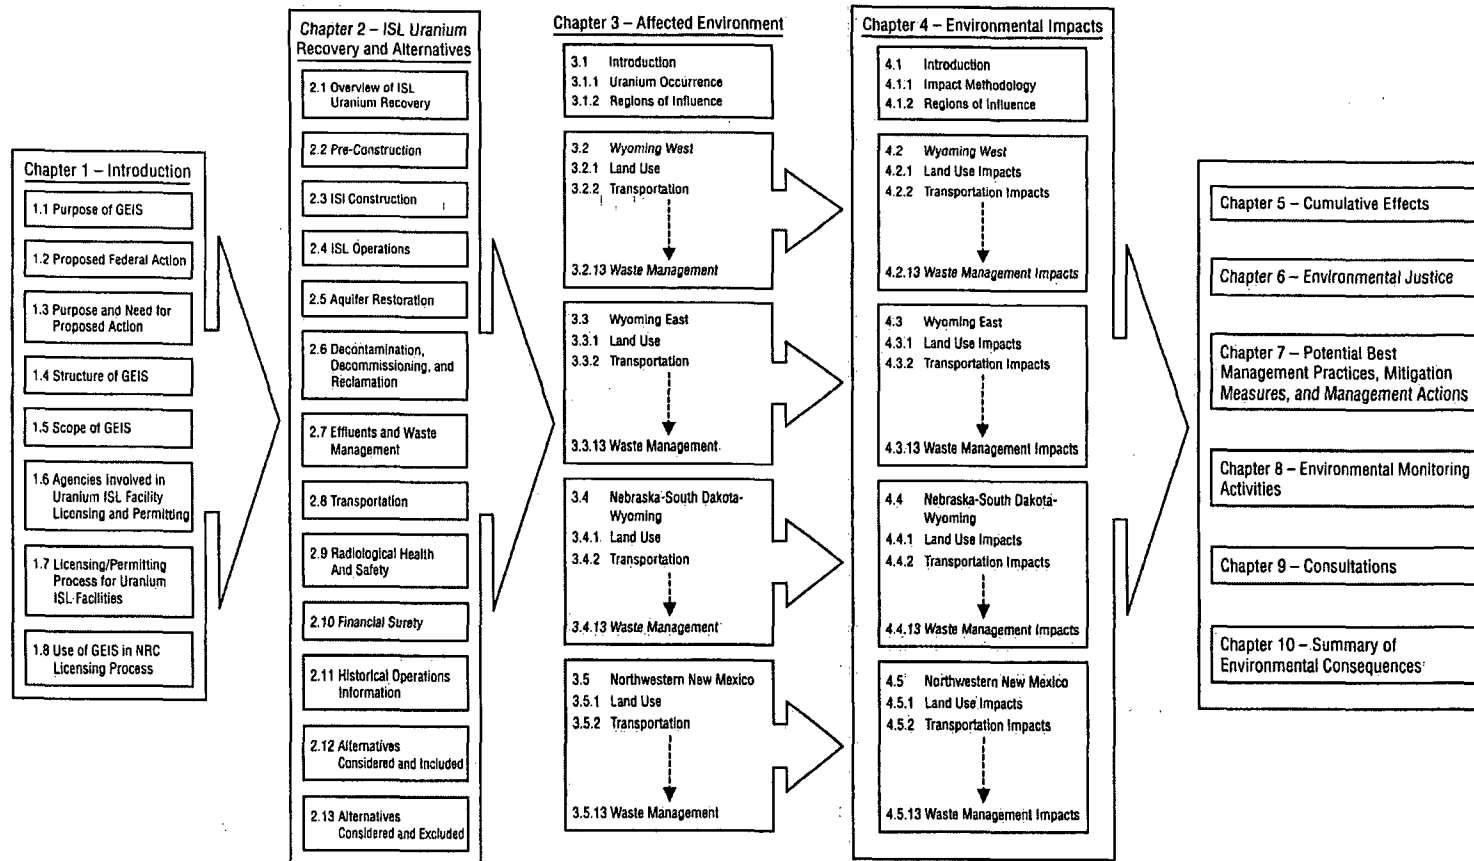 Chapter 1 – Introduction
1.1 Purpose of GEIS
1.2 Proposed Federal Action
1.3 Purpose and Need for
Proposed Action
1.4 Structure of GEIS
1.5 Scope of GEIS
1.6 Agencies Involved in
Uranium ISL Facility
Licensing and Permitting
1.7 Licensing/Permitting
Process for Uranium
ISL Facilities
1.8 Use of GEIS in NRC
Licensing Process
Chapter 2 – ISL Uranium
Recovery and Alternatives
2.1 Overview of ISL
Uranium Recovery
2.2 Pre-Construction
2.3 ISl Construction
2.4 ISL Operations
2.5 Aquifer Restoration
2.6 Decontamination,
Decommissioning, and
Reclamation
2.7 Effluents and Waste
Management
2.8 Transportation
2.9 Radiological Health
And Safety
2.10 Financial Surety
2.11 Historical Operations
Information
2.12 Alternatives
Considered and Included
2.13 Alternatives
Considered and Excluded
Chapter 3 – Affected Environment
3.1 Introduction
3.1.1 Uranium Occurrence
3.1.2 Regions of Influence
3.2 Wyoming West
3.2.1 Land Use
3.2.2 Transportation
3.2.13 Waste Management
3.3 Wyoming East
3.3.1 Land Use
3.3.2 Transportation
3.3.13 Waste Management
3.4 Nebraska-South Dakota-
Wyoming
3.4.1 Land Use
3.4.2 Transportation
3.4.13 Waste Management
3.5 Northwestern New Mexico
3.5.1 Land Use
3.5.2 Transportation
3.5.13 Waste Management
Chapter 4 – Environmental Impacts
4.1 Introduction
4.1.1 Impact Methodology
4.1.2 Regions of Influence
4.2 Wyoming West
4.2.1 Land Use Impacts
4.2.2 Transportation Impacts
4.2.13 Waste Management Impacts
4.3 Wyoming East
4.3.1 Land Use Impacts
4.3.2 Transportation Impacts
4.3.13 Waste Management Impacts
4.4 Nebraska-South Dakota-
Wyoming
4.4.1 Land Use Impacts
4.4.2 Transportation Impacts
4.4.13 Waste Management Impacts
4.5 Northwestern New Mexico
4.5.1 Land Use Impacts
4.5.2 Transportation Impacts
4.5.13 Waste Management Impacts
Chapter 5 – Cumulative Effects
Chapter 6 – Environmental Justice
Chapter 7 – Potential Best
Management Practices, Mitigation
Measures, and Management Actions
Chapter 8 – Environmental Monitoring
Activities
Chapter 9 – Consultations
Chapter 10 – Summary of
Environmental Consequences